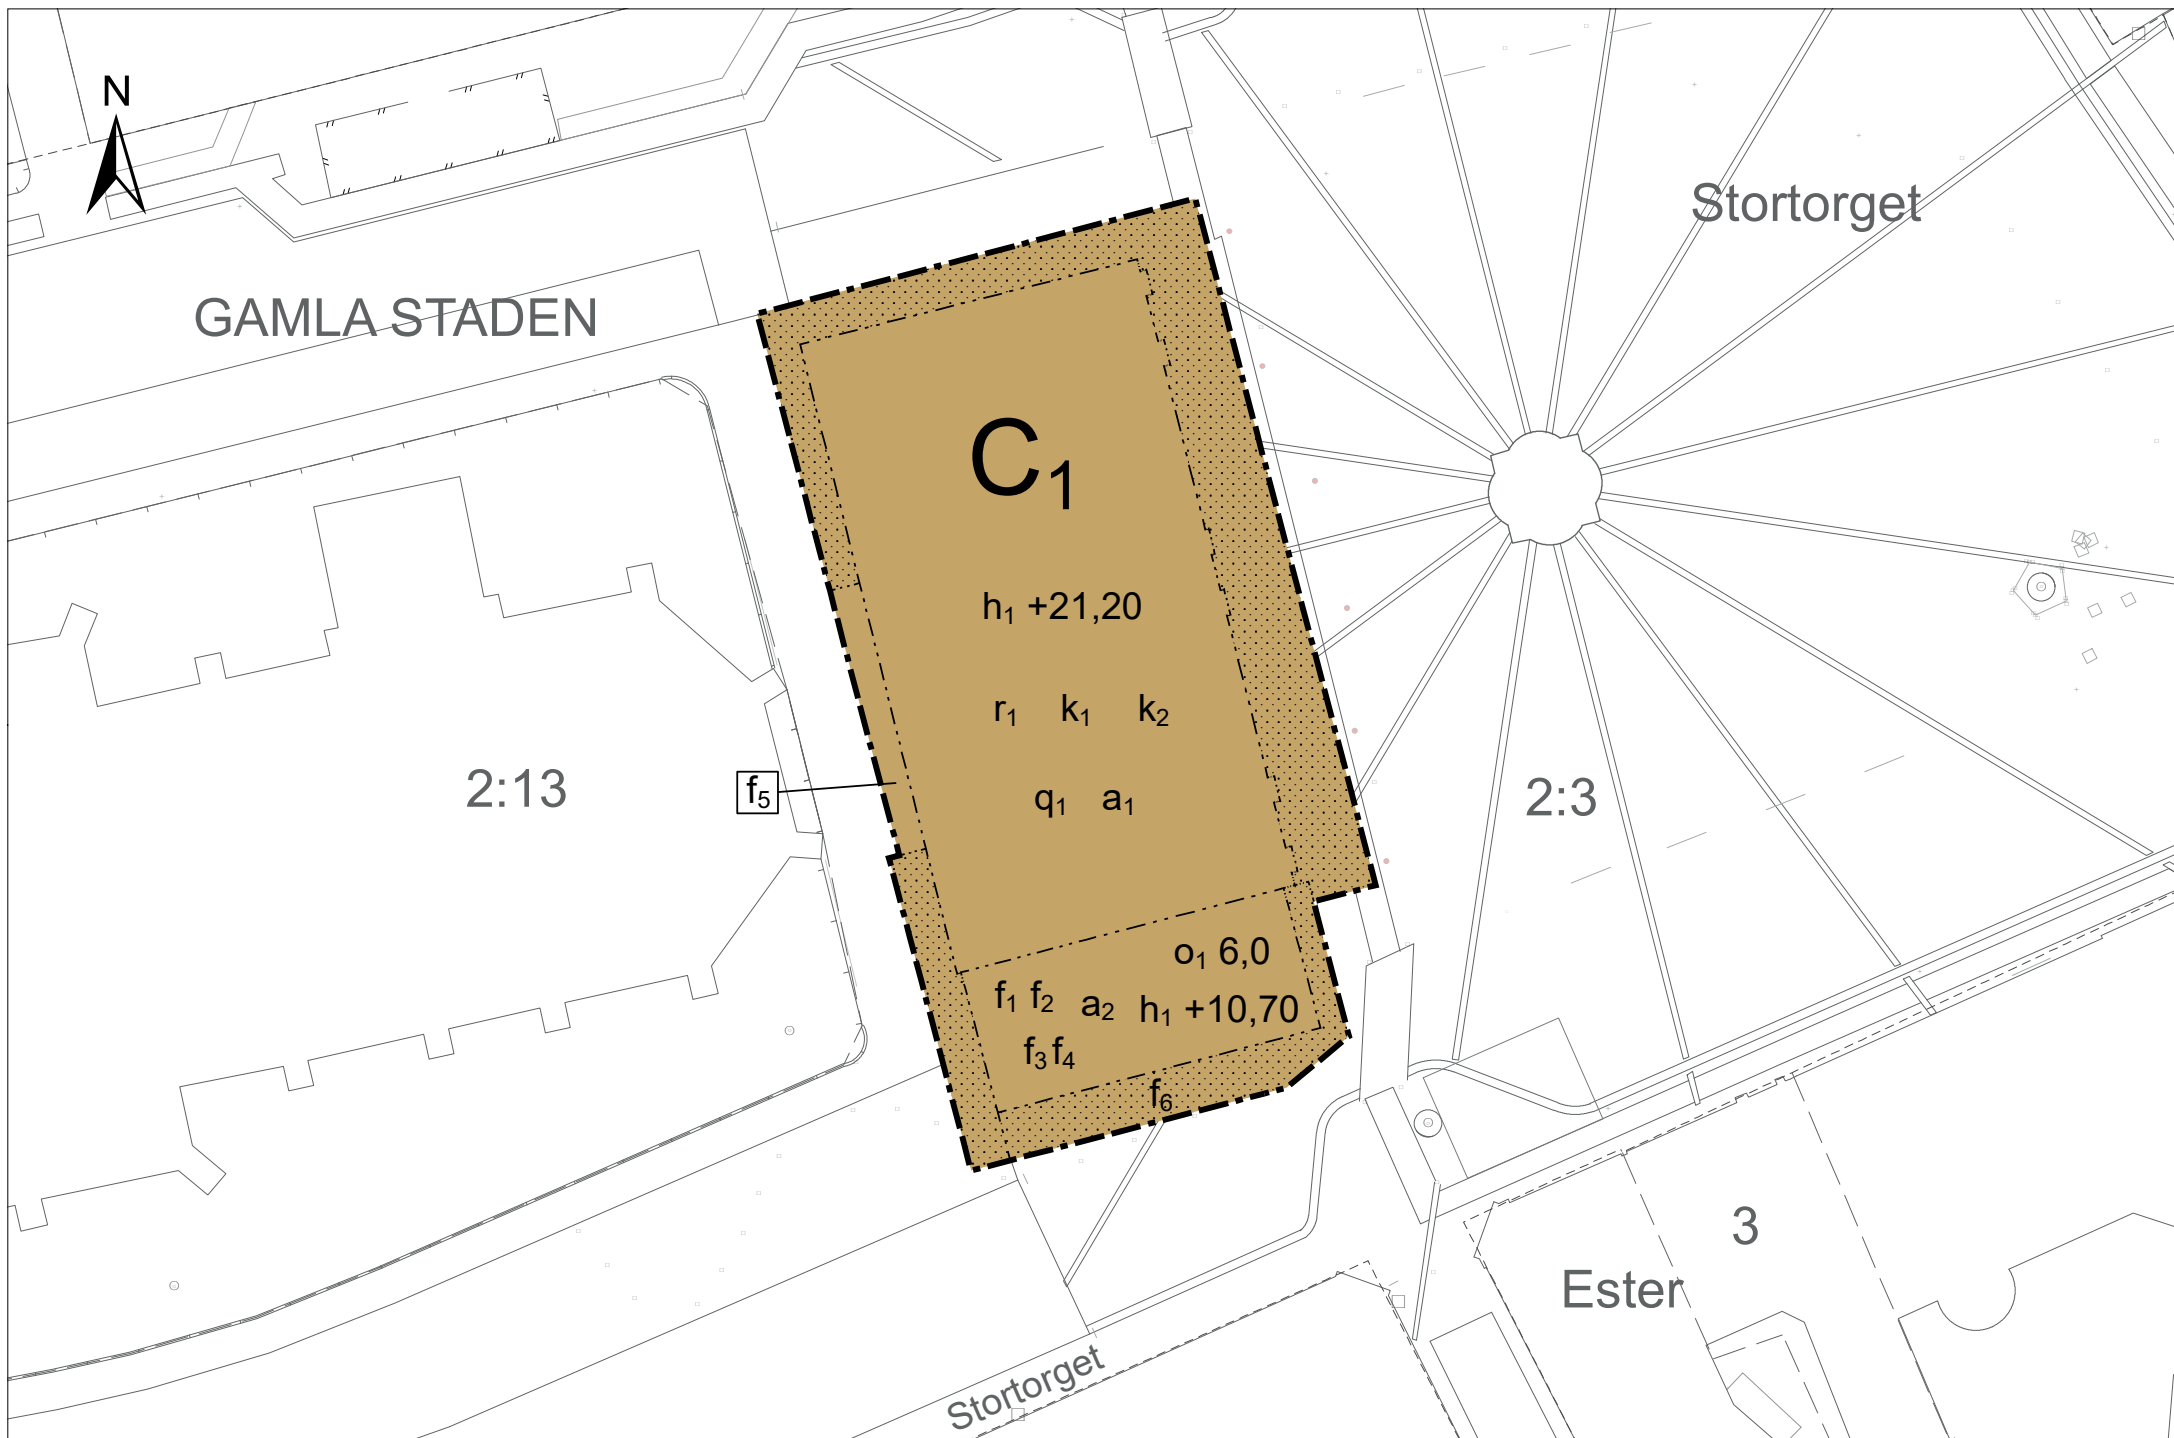 N
Stortorget
GAMLA STADEN
C1
h1 +21,20
r1 k1 k2
2:13
f5
q1 a1
2:3
o1 6,0
f1 f2 a2 h1 +10,70
f3 f4
f6
3
Ester
Stortorget